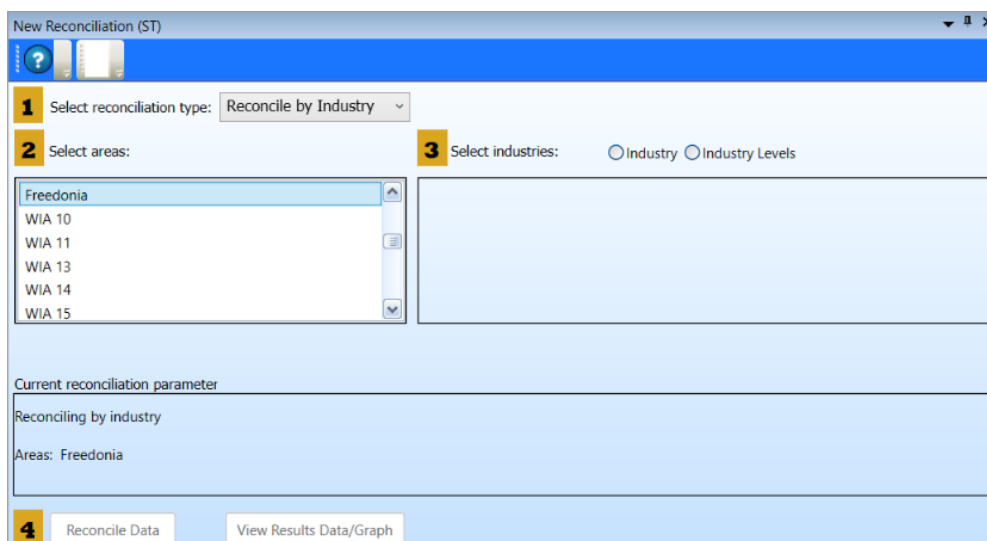 New Reconciliation (ST)
?
1 Select reconciliation type: Reconcile by Industry
2 Select areas:
3 Select industries: Industry Industry Levels
Freedonia
WIA 10
WIA 11
WIA 13
WIA 14
WIA 15
Current reconciliation parameter
Reconciling by industry
Areas: Freedonia
4 Reconcile Data View Results Data/Graph